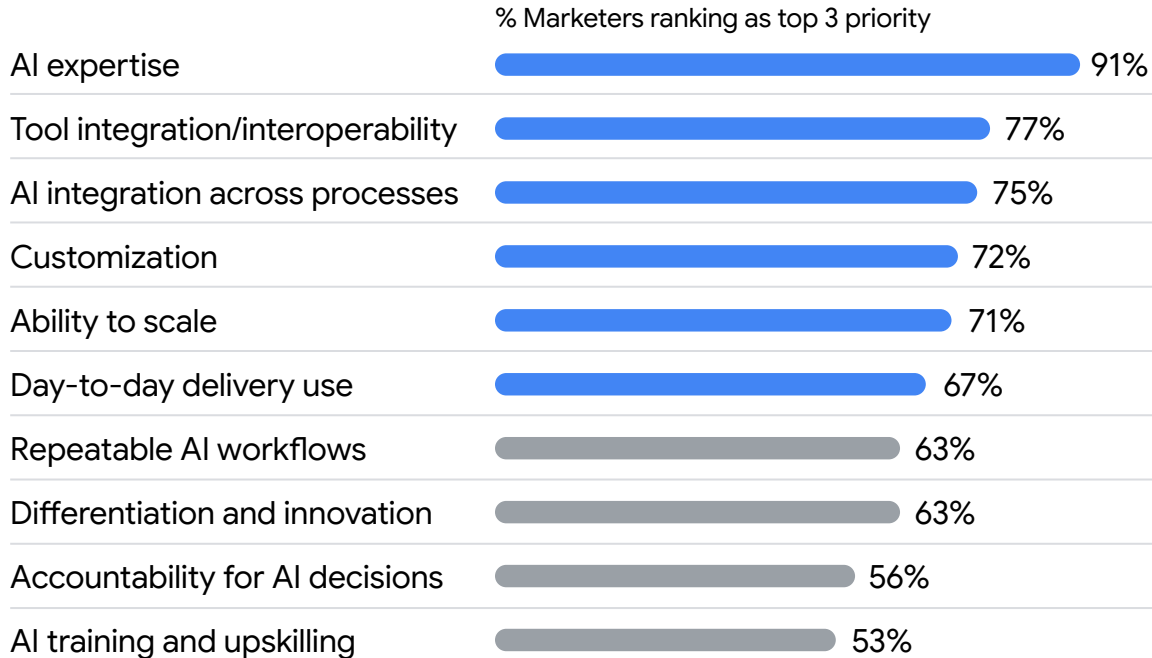 % Marketers ranking as top 3 priority
AI expertise 91%
Tool integration/interoperability 77%
AI integration across processes 75%
Customization 72%
Ability to scale 71%
Day-to-day delivery use 67%
Repeatable AI workflows 63%
Differentiation and innovation 63%
Accountability for AI decisions 56%
AI training and upskilling 53%